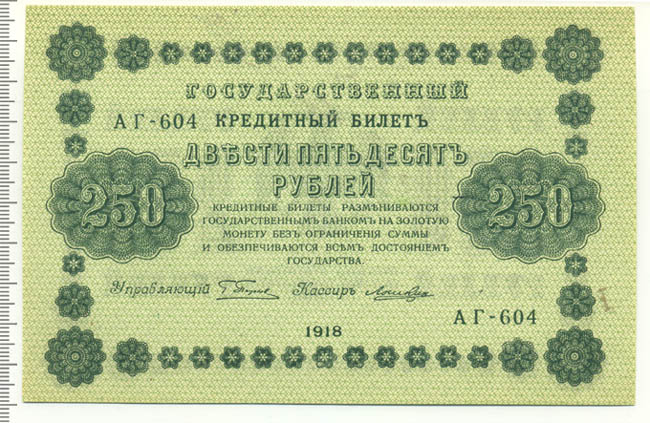 ГОСУДАРСТВЕННЫЙ
АГ-604 КРЕДИТНЫЙ БИЛЕТЪ
ДВѢСТИ ПЯТЬДЕСЯТЪ
РУБЛЕЙ
250 250
КРЕДИТНЫЕ БИЛЕТЫ РАЗМѢНИВАЮТСЯ
ГОСУДАРСТВЕННЫМЪ БАНКОМЪ НА ЗОЛОТУЮ
МОНЕТУ БЕЗЪ ОГРАНИЧЕНІЯ СУММЫ
И ОБЕЗПЕЧИВАЮТСЯ ВСѢМЪ ДОСТОЯНІЕМЪ
ГОСУДАРСТВА.
Управляющій Кассиръ
1918
АГ-604